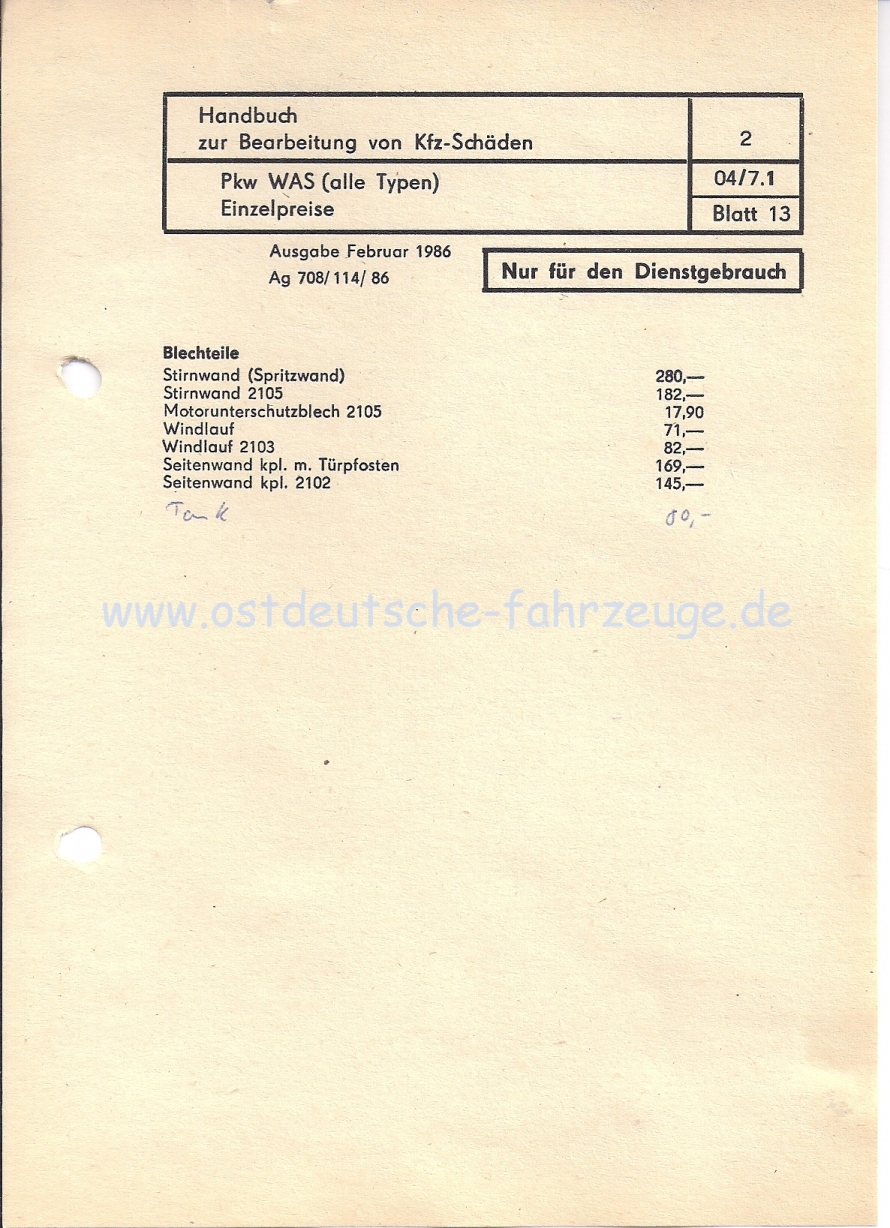 Handbuch
zur Bearbeitung von Kfz-Schäden
2
Pkw WAS (alle Typen)
Einzelpreise
04/7.1
Blatt 13
Ausgabe Februar 1986
Ag 708/114/ 86
Nur für den Dienstgebrauch
Blechteile
Stirnwand (Spritzwand) 280,—
Stirnwand 2105 182,—
Motorunterschutzblech 2105 17,90
Windlauf 71,—
Windlauf 2103 82,—
Seitenwand kpl. m. Türpfosten 169,—
Seitenwand kpl. 2102 145,—
Tank 80,-
www.ostdeutsche-fahrzeuge.de